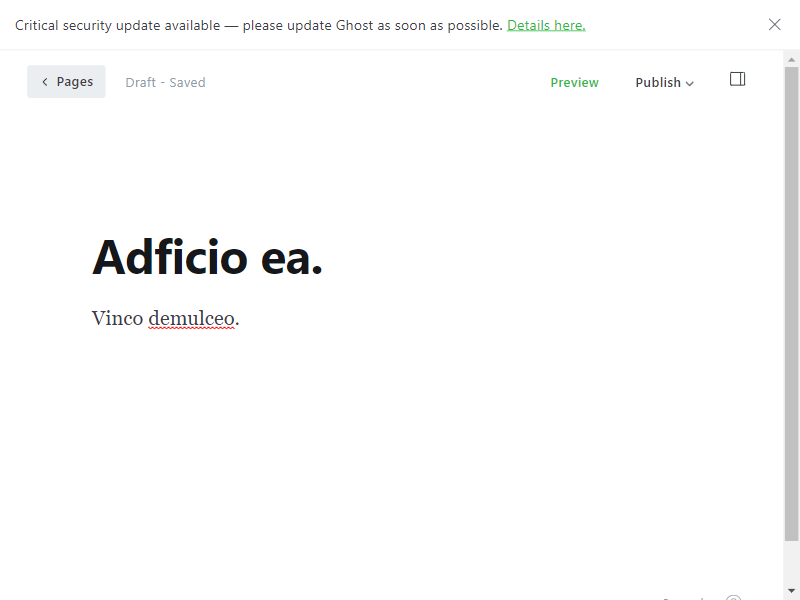 Critical security update available — please update Ghost as soon as possible. Details here.
Pages
Draft - Saved
Preview
Publish
Adficio ea.
Vinco demulceo.